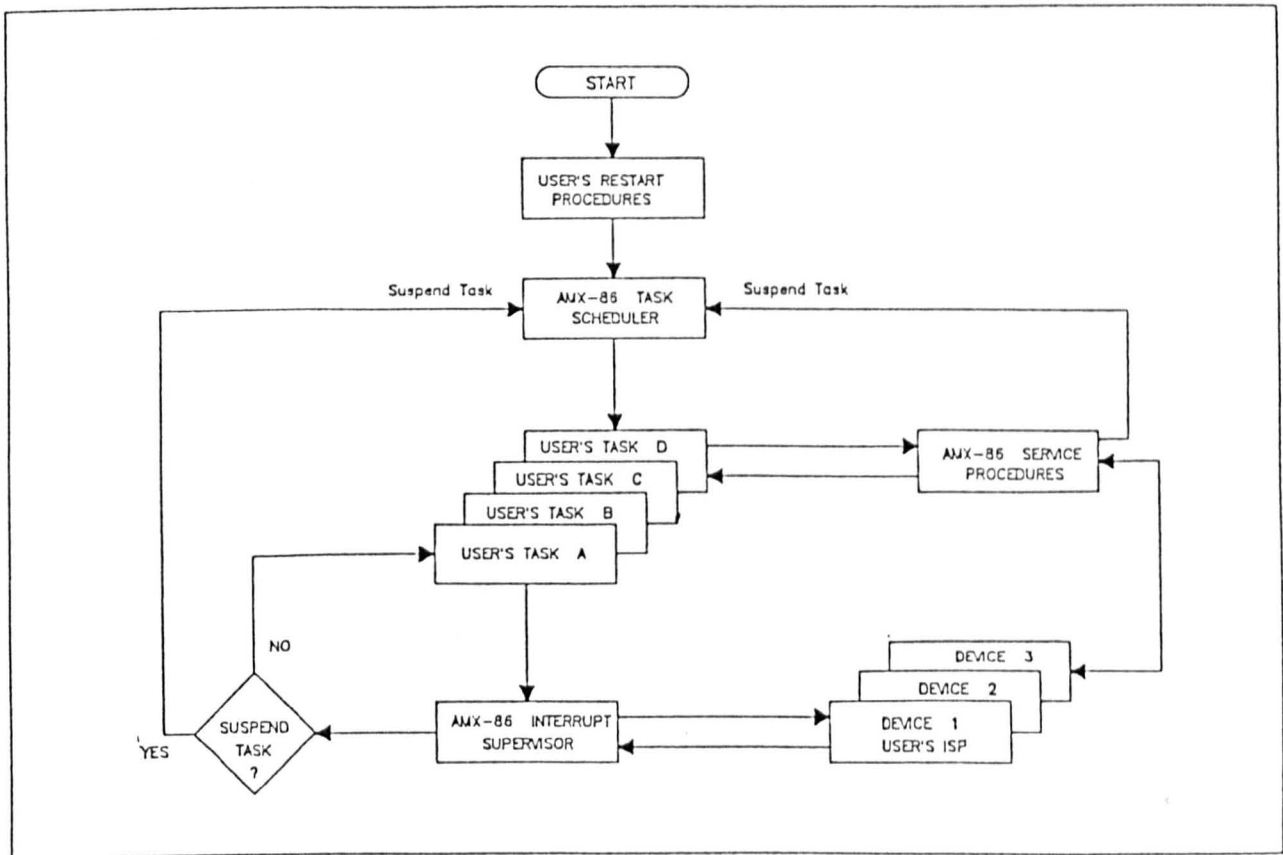 START
USER'S RESTART
PROCEDURES
Suspend Task
AMX-86 TASK
SCHEDULER
Suspend Task
USER'S TASK D
USER'S TASK C
USER'S TASK B
USER'S TASK A
AMX-86 SERVICE
PROCEDURES
NO
YES
SUSPEND
TASK
?
AMX-86 INTERRUPT
SUPERVISOR
DEVICE 3
DEVICE 2
DEVICE 1
USER'S ISP